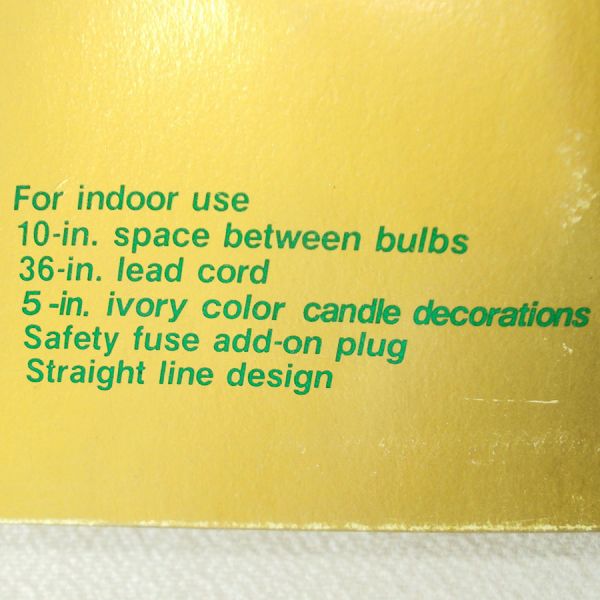 For indoor use
10-in. space between bulbs
36-in. lead cord
5-in. ivory color candle decorations
Safety fuse add-on plug
Straight line design